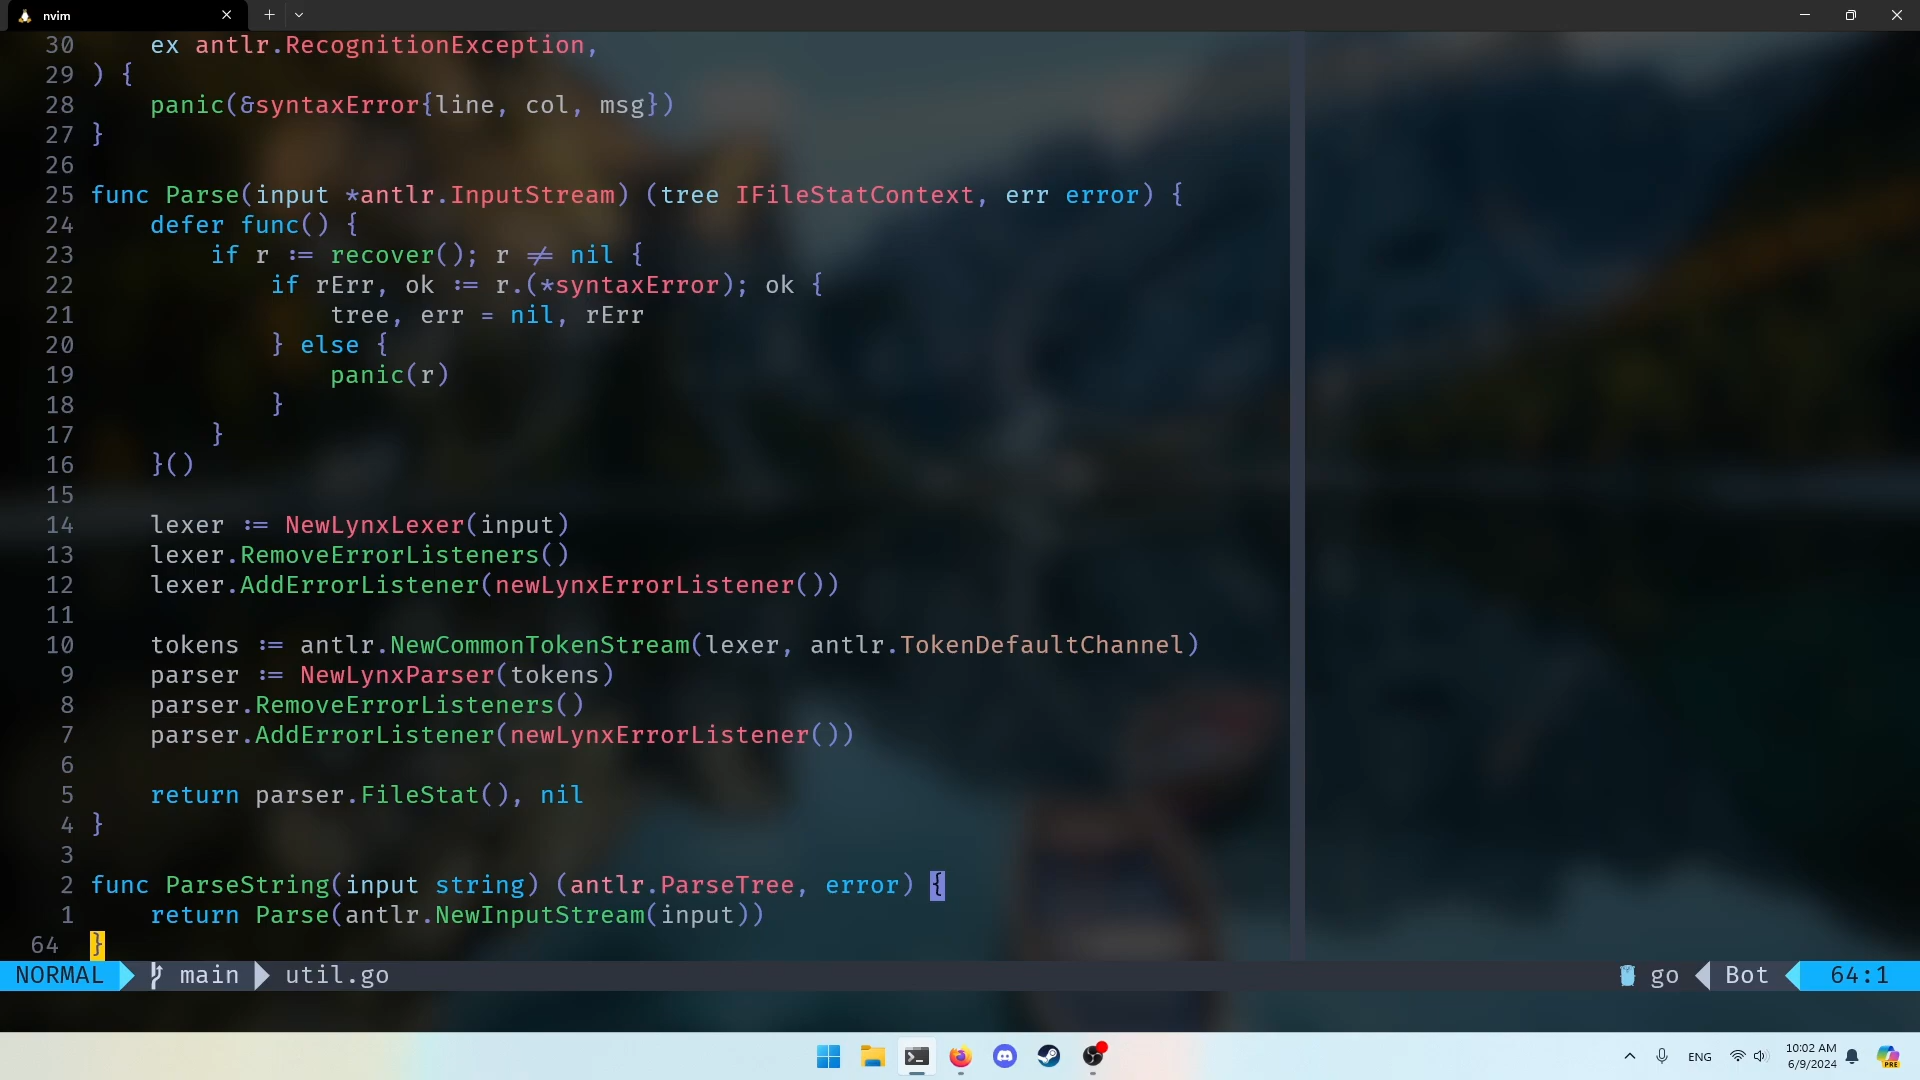 nvim
30 ex antlr.RecognitionException,
29 ) {
28 panic(&syntaxError{line, col, msg})
27 }
26
25 func Parse(input *antlr.InputStream) (tree IFileStatContext, err error) {
24 defer func() {
23 if r := recover(); r ≠ nil {
22 if rErr, ok := r.(*syntaxError); ok {
21 tree, err = nil, rErr
20 } else {
19 panic(r)
18 }
17 }
16 }()
15
14 lexer := NewLynxLexer(input)
13 lexer.RemoveErrorListeners()
12 lexer.AddErrorListener(newLynxErrorListener())
11
10 tokens := antlr.NewCommonTokenStream(lexer, antlr.TokenDefaultChannel)
9 parser := NewLynxParser(tokens)
8 parser.RemoveErrorListeners()
7 parser.AddErrorListener(newLynxErrorListener())
6
5 return parser.FileStat(), nil
4 }
3
2 func ParseString(input string) (antlr.ParseTree, error) {
1 return Parse(antlr.NewInputStream(input))
64 }
NORMAL main util.go go Bot 64:1
ENG 10:02 AM
6/9/2024
PRE